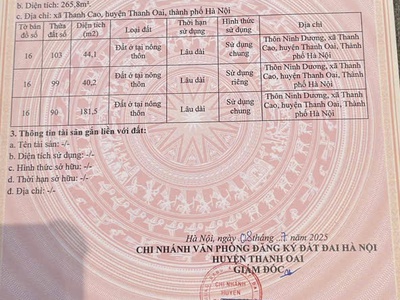 b. Diện tích: 265,8m².
c. Địa chỉ: xã Thanh Cao, huyện Thanh Oai, thành phố Hà Nội
Tờ bản đồ số | Thửa đất số | Diện tích (m2) | Loại đất | Thời hạn sử dụng | Hình thức sử dụng | Địa chỉ
16 | 103 | 44,1 | Đất ở tại nông thôn | Lâu dài | Sử dụng chung | Thôn Ninh Dương, xã Thanh Cao, huyện Thanh Oai, Thành phố Hà Nội
16 | 99 | 40,2 | Đất ở tại nông thôn | Lâu dài | Sử dụng riêng | Thôn Ninh Dương, xã Thanh Cao, huyện Thanh Oai, Thành phố Hà Nội
16 | 90 | 181,5 | Đất ở tại nông thôn | Lâu dài | Sử dụng chung | Thôn Ninh Dương, xã Thanh Cao, huyện Thanh Oai, Thành phố Hà Nội
3. Thông tin tài sản gắn liền với đất:
a. Tên tài sản: -/-
b. Diện tích sử dụng: -/-
c. Hình thức sở hữu: -/-
d. Thời hạn sở hữu: -/-
đ. Địa chỉ: -/-
Hà Nội, ngày 08 tháng 7 năm 2025
CHI NHÁNH VĂN PHÒNG ĐĂNG KÝ ĐẤT ĐAI HÀ NỘI
HUYỆN THANH OAI
GIÁM ĐỐC
CHI NHÁNH
HUYỆN